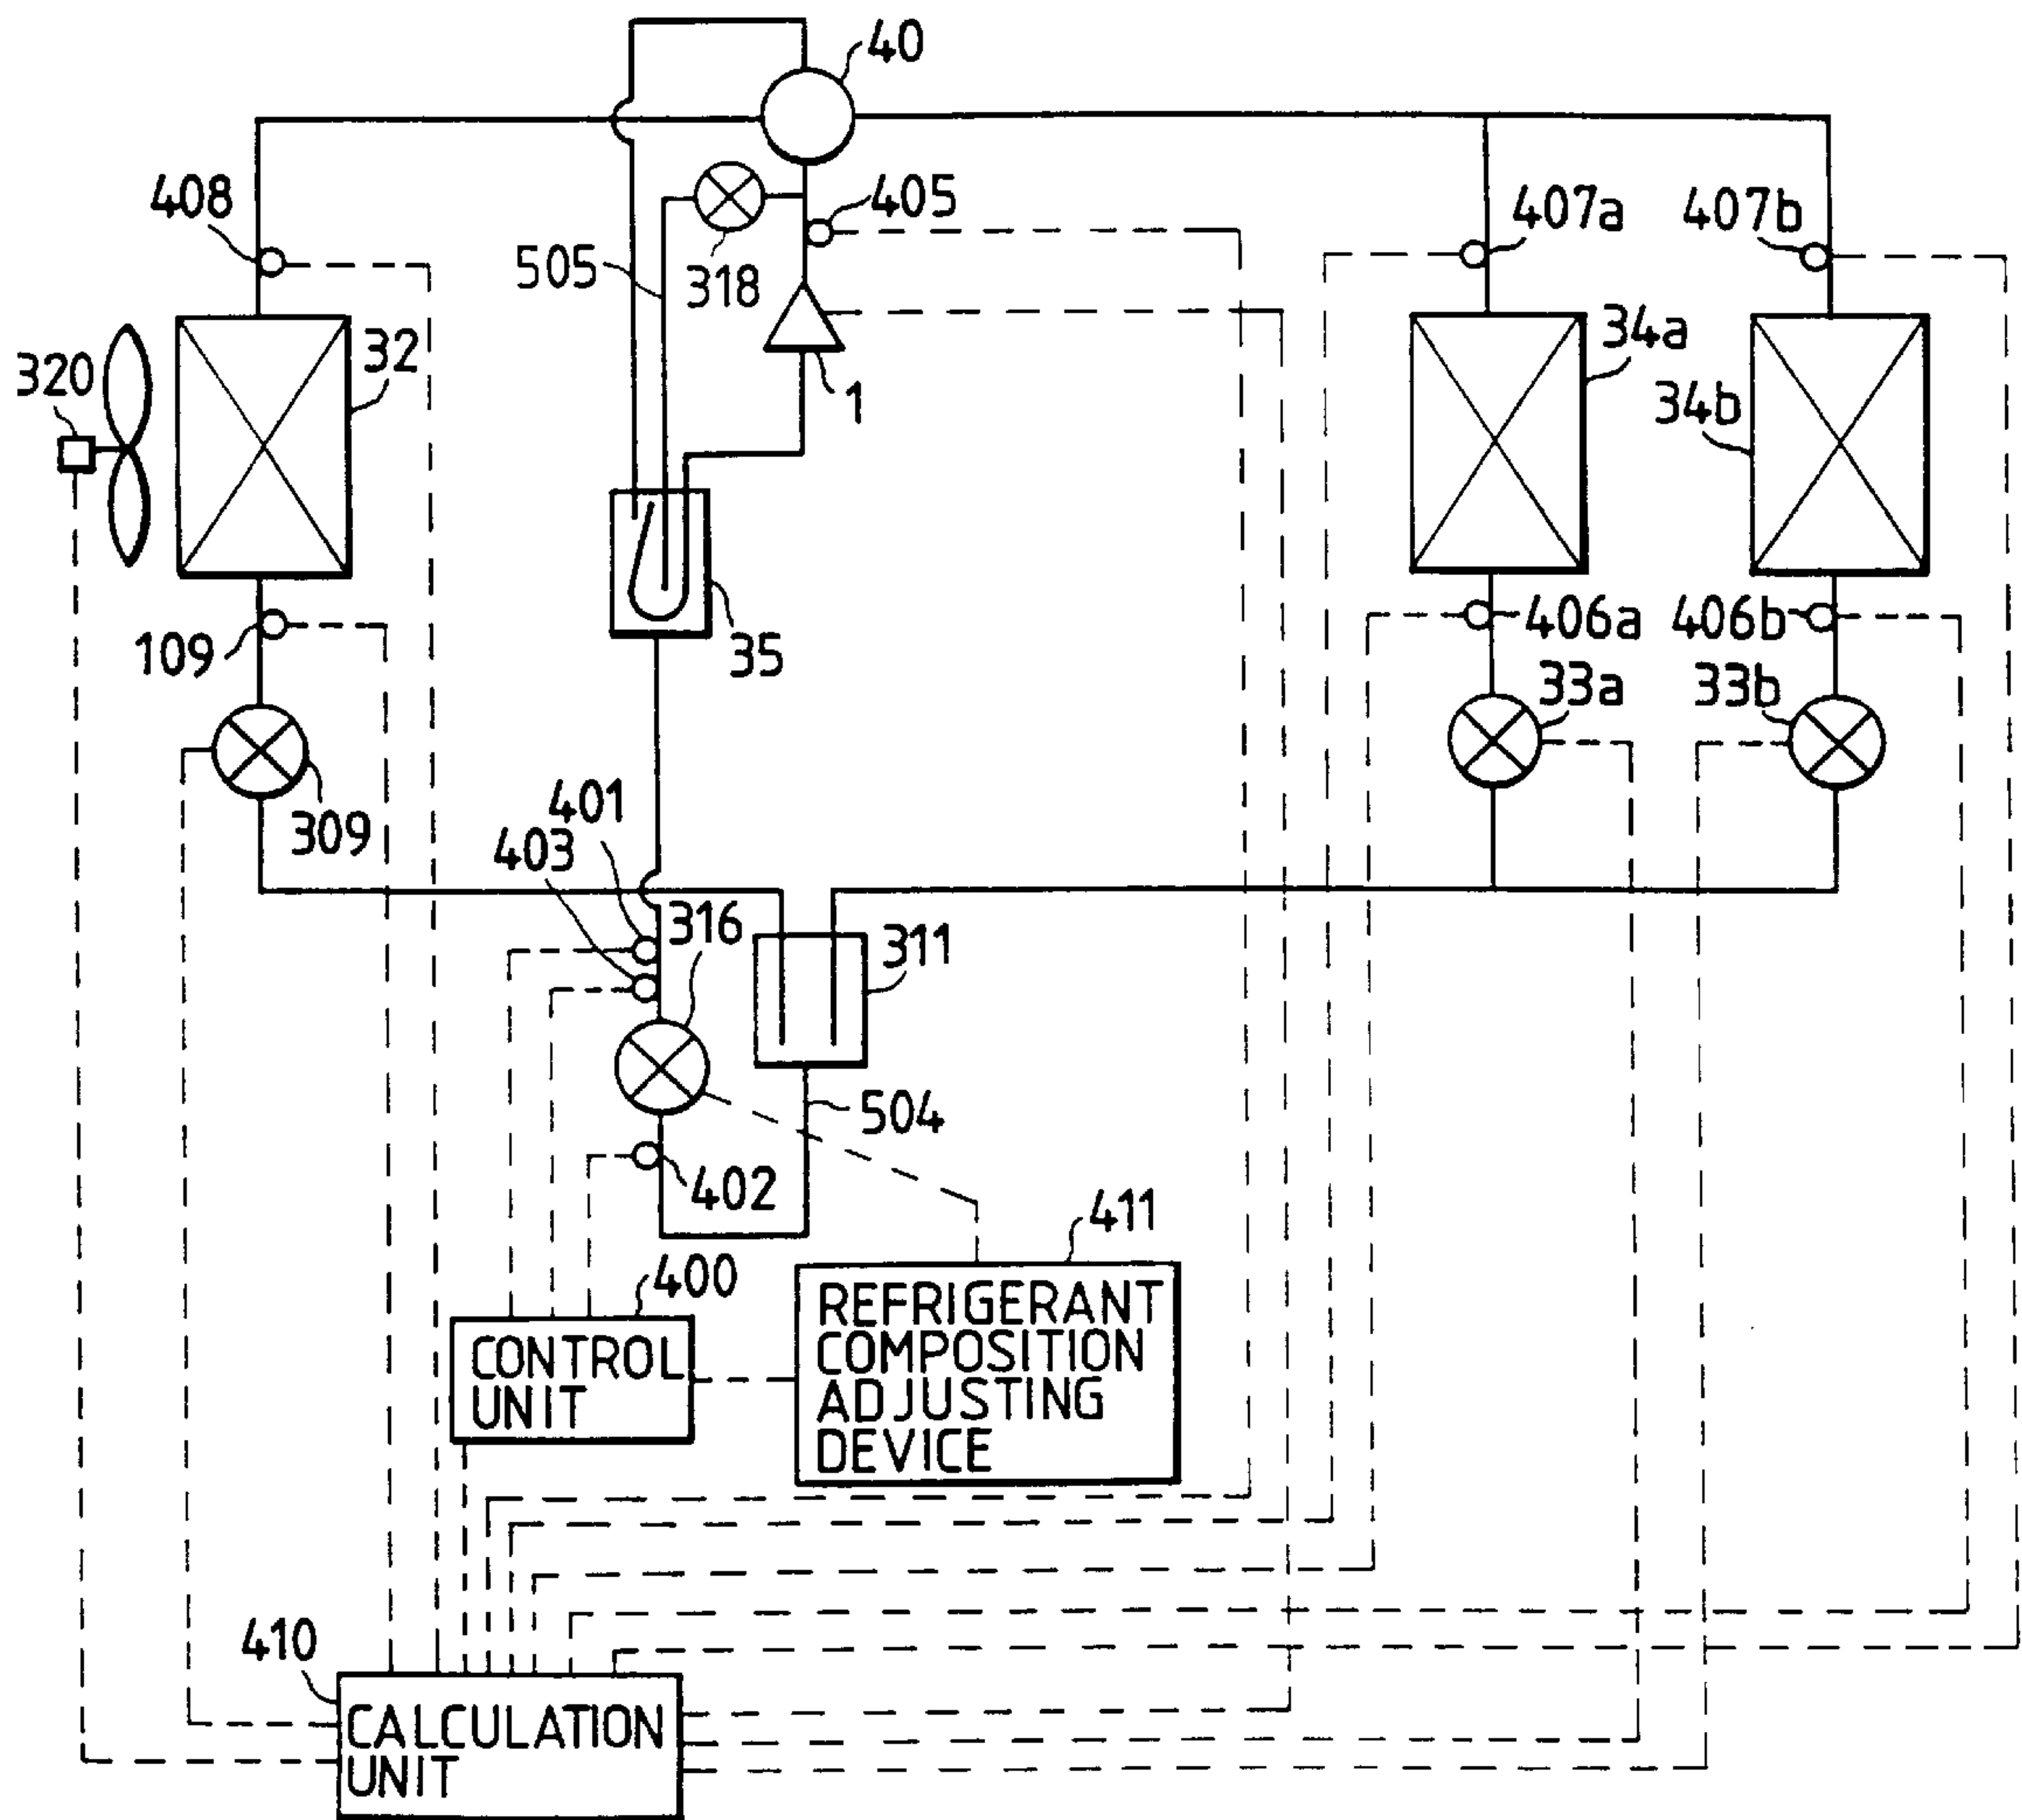 40
408
405
407a
407b
505
318
320
32
1
34a
34b
109
35
406a
406b
33a
33b
309
401
403
316
311
504
402
411
400
REFRIGERANT
COMPOSITION
ADJUSTING
DEVICE
CONTROL
UNIT
410
CALCULATION
UNIT